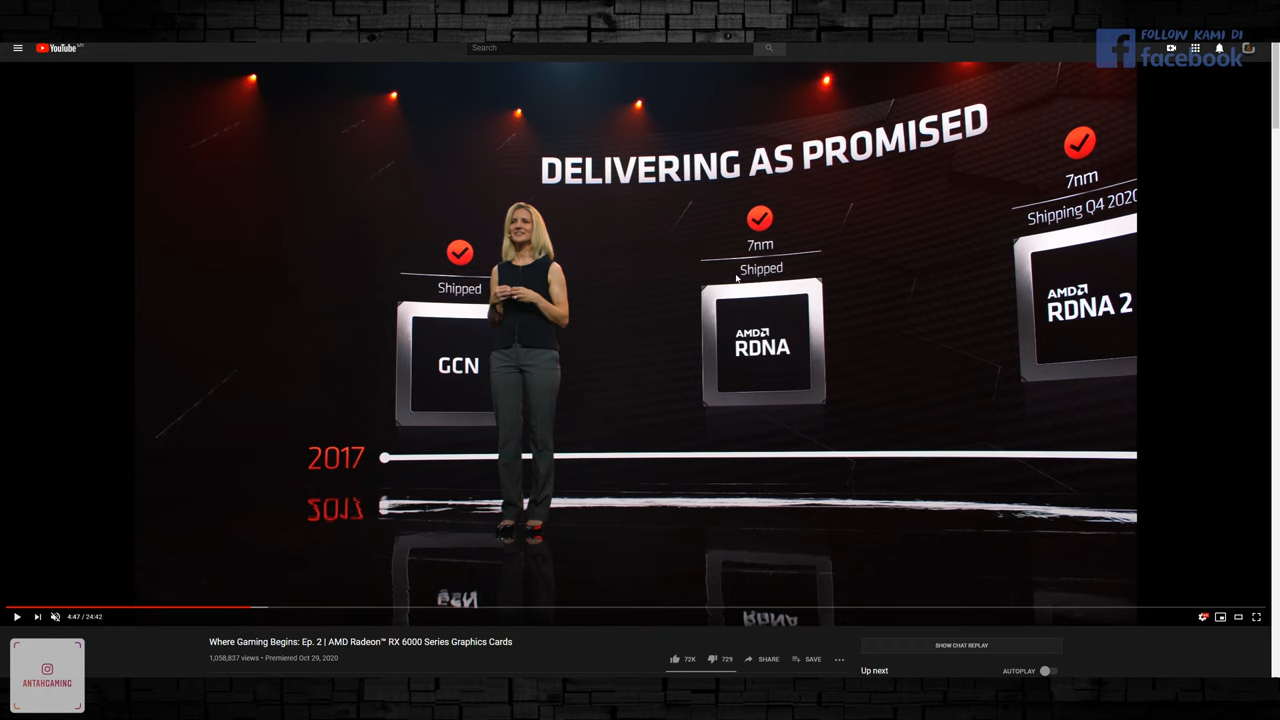 YouTube MY
Search
FOLLOW KAMI DI
facebook
DELIVERING AS PROMISED
Shipped
GCN
7nm
Shipped
AMD
RDNA
7nm
Shipping Q4 2020
AMD
RDNA 2
2017
4:47 / 24:42
Where Gaming Begins: Ep. 2 | AMD Radeon™ RX 6000 Series Graphics Cards
1,058,837 views • Premiered Oct 29, 2020
72K
729
SHARE
SAVE
SHOW CHAT REPLAY
Up next
AUTOPLAY
ANTAHGAMING